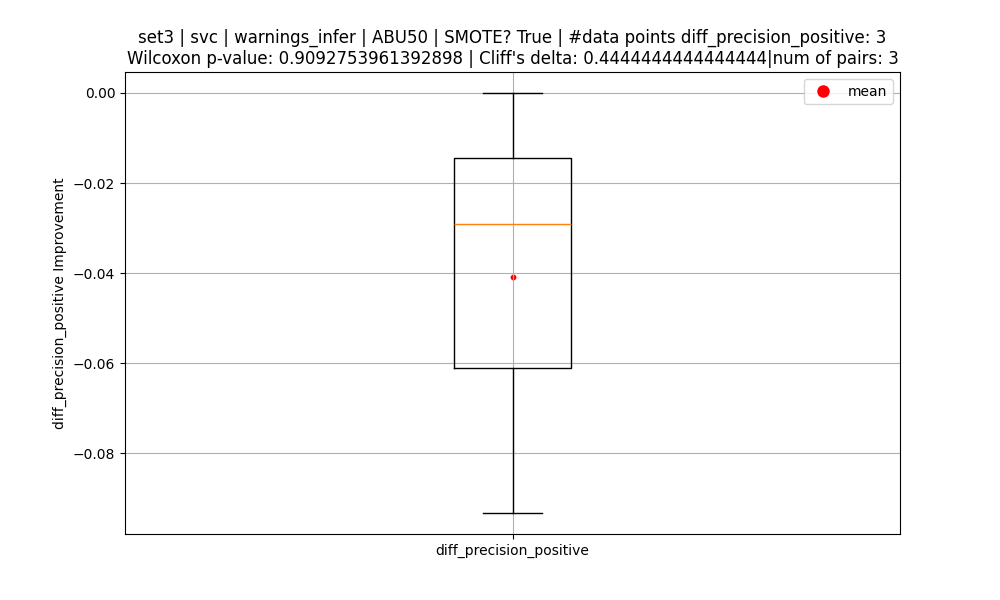 set3 | svc | warnings_infer | ABU50 | SMOTE? True | #data points diff_precision_positive: 3
Wilcoxon p-value: 0.9092753961392898 | Cliff's delta: 0.4444444444444444|num of pairs: 3
mean
0.00
−0.02
−0.04
−0.06
−0.08
diff_precision_positive Improvement
diff_precision_positive